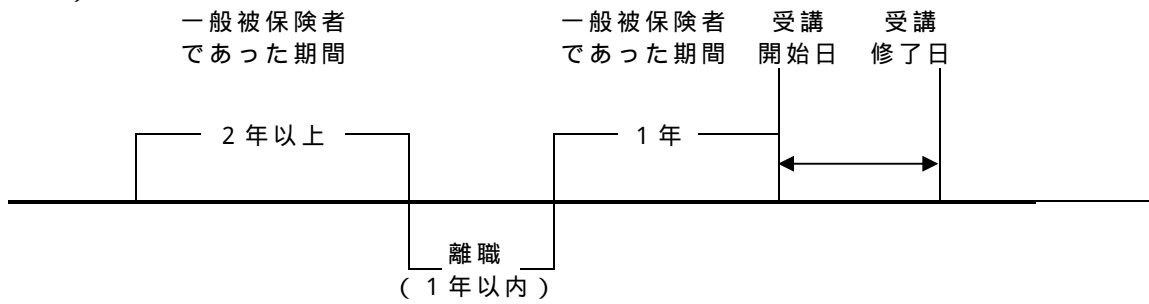 一般被保険者
であった期間
一般被保険者
であった期間
受講
開始日
受講
修了日
2年以上
1年
離職
(1年以内)